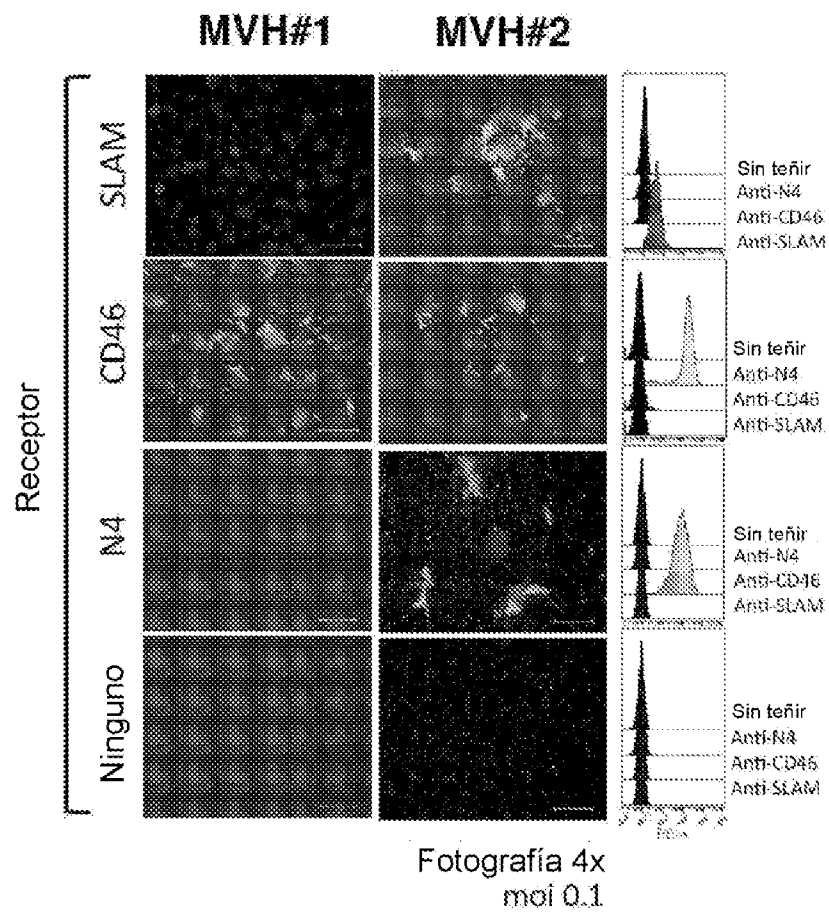 MVH#1 MVH#2
Receptor
SLAM
Sin teñir
Anti-N4
Anti-CD46
Anti-SLAM
CD46
Sin teñir
Anti-N4
Anti-CD46
Anti-SLAM
N4
Sin teñir
Anti-N4
Anti-CD46
Anti-SLAM
Ninguno
Sin teñir
Anti-N4
Anti-CD46
Anti-SLAM
Fotografía 4x
moi 0.1